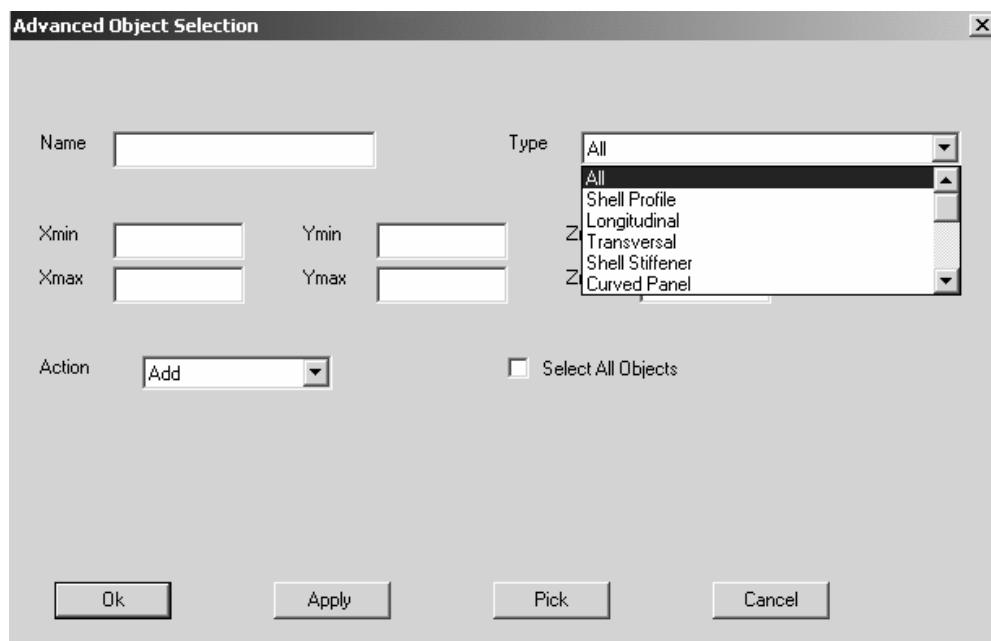 Advanced Object Selection
Name
Type
All
All
Shell Profile
Longitudinal
Transversal
Shell Stiffener
Curved Panel
Xmin
Ymin
Xmax
Ymax
Action
Add
Select All Objects
Ok
Apply
Pick
Cancel